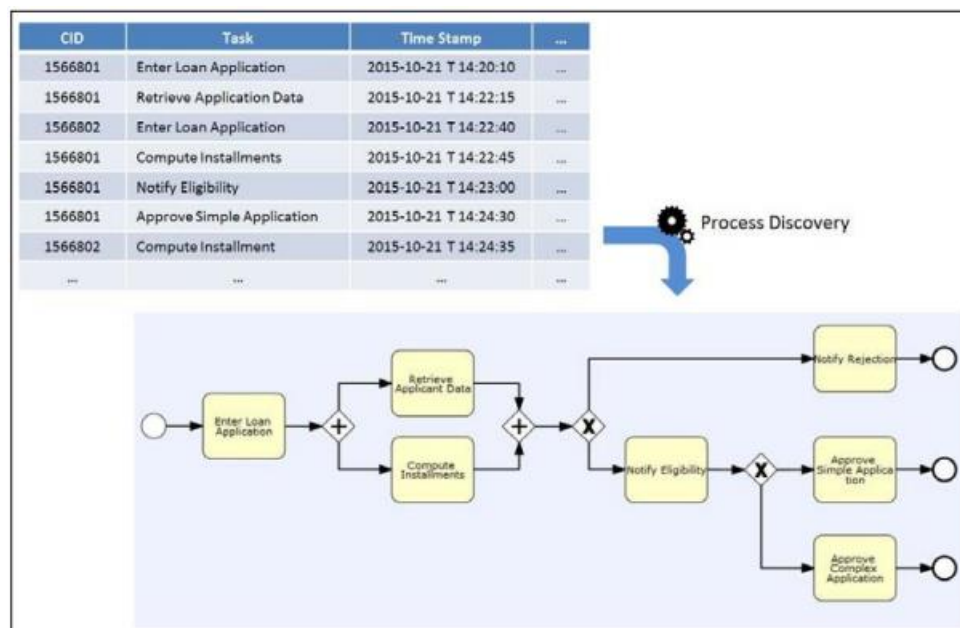 CID Task Time Stamp ...
1566801 Enter Loan Application 2015-10-21 T 14:20:10 ...
1566801 Retrieve Application Data 2015-10-21 T 14:22:15 ...
1566802 Enter Loan Application 2015-10-21 T 14:22:40 ...
1566801 Compute Installments 2015-10-21 T 14:22:45 ...
1566801 Notify Eligibility 2015-10-21 T 14:23:00 ...
1566801 Approve Simple Application 2015-10-21 T 14:24:30 ...
1566802 Compute Installment 2015-10-21 T 14:24:35 ...
... ... ... ...
Process Discovery
Enter Loan
Application
Retrieve
Applicant Data
Compute
Installments
Notify Rejection
Notify Eligibility
Approve
Simple Applica
tion
Approve
Complex
Application